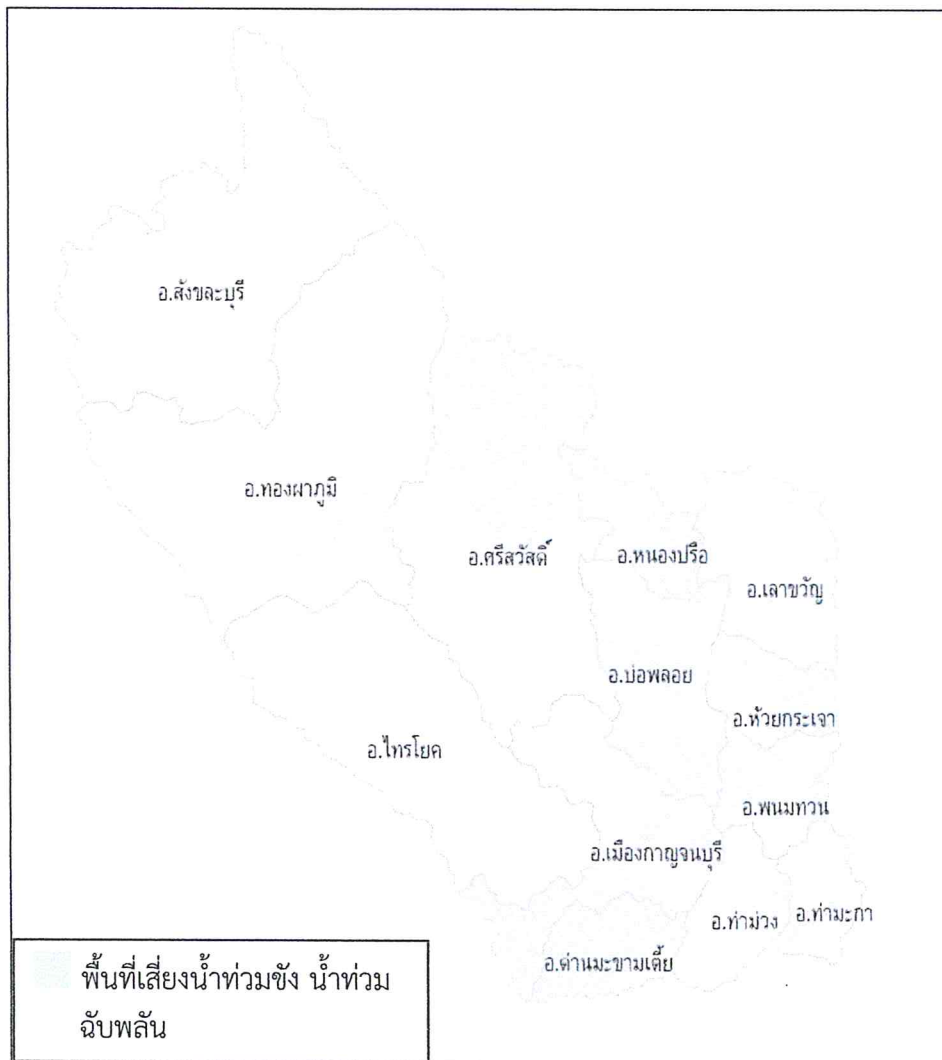 อ.สังขละบุรี
อ.ทองผาภูมิ
อ.ศรีสวัสดิ์
อ.หนองปรือ
อ.เลาขวัญ
อ.บ่อพลอย
อ.ห้วยกระเจา
อ.ไทรโยค
อ.พนมทวน
อ.เมืองกาญจนบุรี
อ.ท่าม่วง
อ.ท่ามะกา
อ.ด่านมะขามเตี้ย
พื้นที่เสี่ยงน้ำท่วมขัง น้ำท่วม
ฉับพลัน